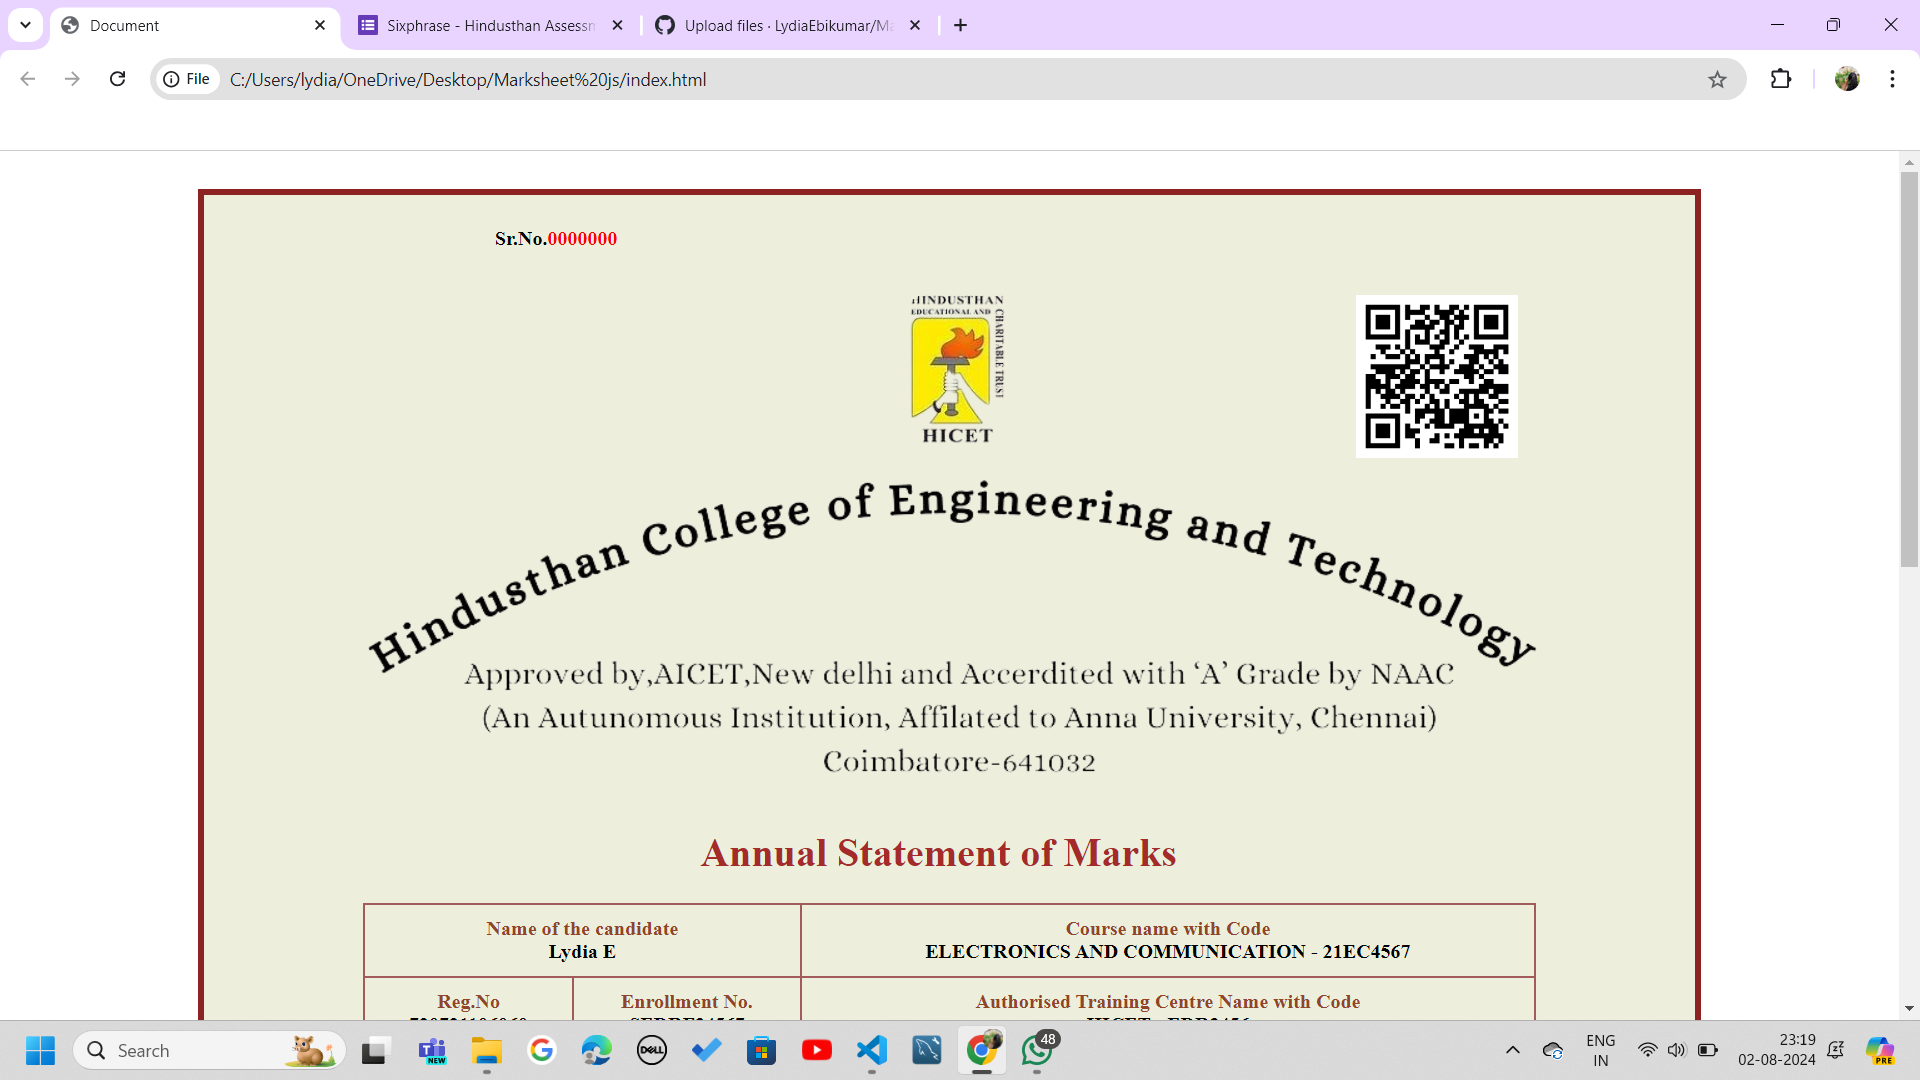 Document
Sixphrase - Hindusthan Assessm
Upload files · LydiaEbikumar/Ma
File
C:/Users/lydia/OneDrive/Desktop/Marksheet%20js/index.html
Sr.No.0000000
HINDUSTHAN
EDUCATIONAL AND
CHARITABLE TRUST
HICET
Hindusthan College of Engineering and Technology
Approved by,AICET,New delhi and Accerdited with ‘A’ Grade by NAAC
(An Autunomous Institution, Affilated to Anna University, Chennai)
Coimbatore-641032
Annual Statement of Marks
Name of the candidate
Lydia E
Course name with Code
ELECTRONICS AND COMMUNICATION - 21EC4567
Reg.No
Enrollment No.
Authorised Training Centre Name with Code
Search
NEW
DELL
48
ENG
IN
23:19
02-08-2024
PRE